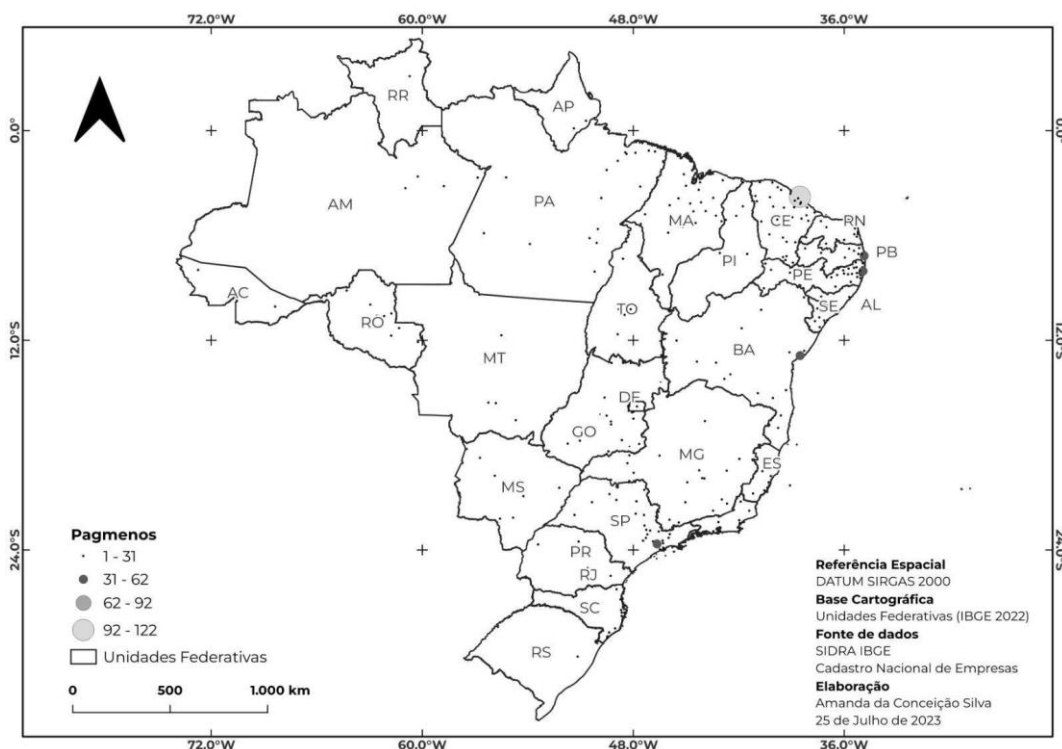 72.0°W 60.0°W 48.0°W 36.0°W
RR
AP
0.0° 0.0°
AM
PA
MA
CE
RN
PB
PI
PE
AC
TO
SE
AL
RO
12.0°S 12.0°S
MT
BA
DF
GO
MG
ES
MS
SP
24.0°S 24.0°S
PR
RJ
SC
RS
Pagmenos
1 - 31
31 - 62
62 - 92
92 - 122
Unidades Federativas
0 500 1.000 km
Referência Espacial
DATUM SIRGAS 2000
Base Cartográfica
Unidades Federativas (IBGE 2022)
Fonte de dados
SIDRA IBGE
Cadastro Nacional de Empresas
Elaboração
Amanda da Conceição Silva
25 de Julho de 2023
72.0°W 60.0°W 48.0°W 36.0°W